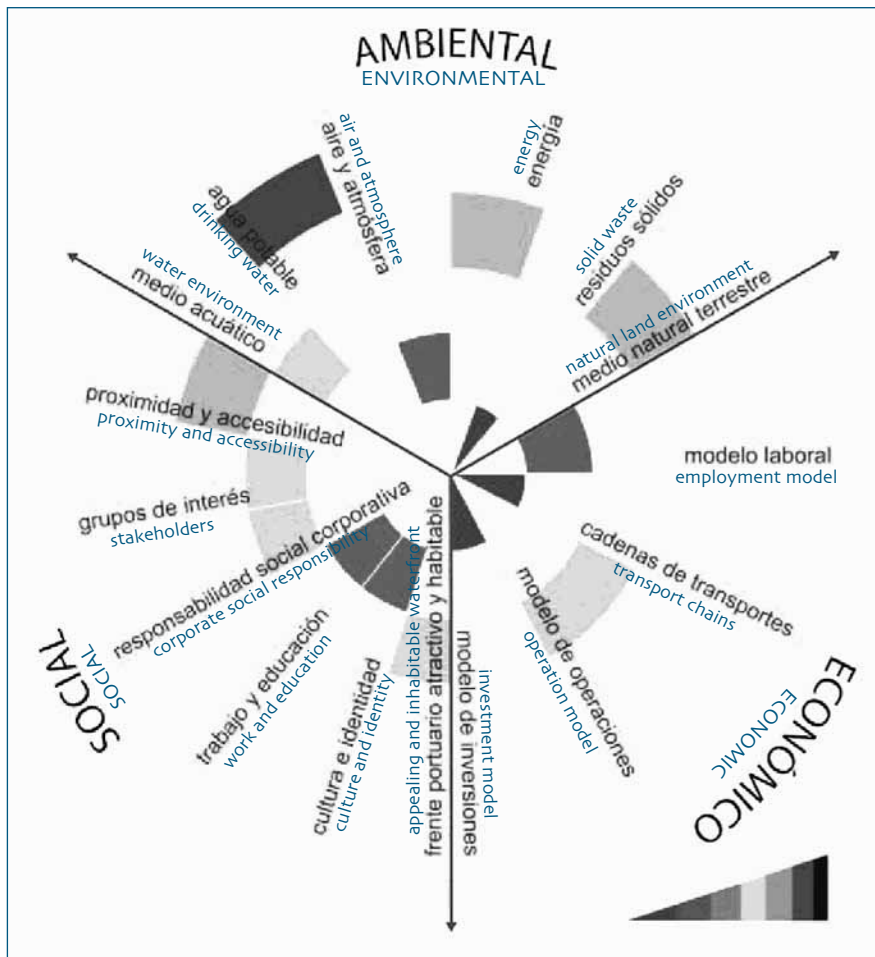 AMBIENTAL
ENVIRONMENTAL
air and atmosphere
aire y atmósfera
energy
energía
agua potable
drinking water
solid waste
residuos sólidos
water environment
medio acuático
natural land environment
medio natural terrestre
proximidad y accesibilidad
proximity and accessibility
modelo laboral
employment model
grupos de interés
stakeholders
responsabilidad social corporativa
corporate social responsibility
cadenas de transportes
transport chains
modelo de operaciones
operation model
trabajo y educación
work and education
cultura e identidad
culture and identity
appealing and inhabitable waterfront
frente portuario atractivo y habitable
modelo de inversiones
investment model
SOCIAL
SOCIAL
ECONOMIC
ECONÓMICO